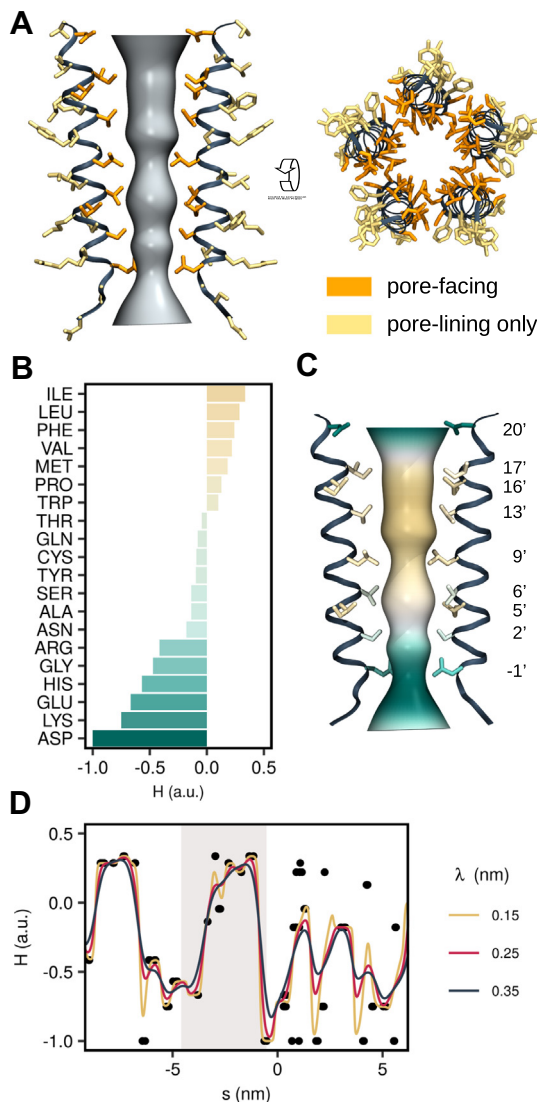 A
pore-facing
pore-lining only
B
ILE
LEU
PHE
VAL
MET
PRO
TRP
THR
GLN
CYS
TYR
SER
ALA
ASN
ARG
GLY
HIS
GLU
LYS
ASP
-1.0 -0.5 0.0 0.5
H (a.u.)
C
20’
17’
16’
13’
9’
6’
5’
2’
-1’
D
0.5
0.0
-0.5
-1.0
H (a.u.)
-5 0 5
s (nm)
λ (nm)
0.15
0.25
0.35